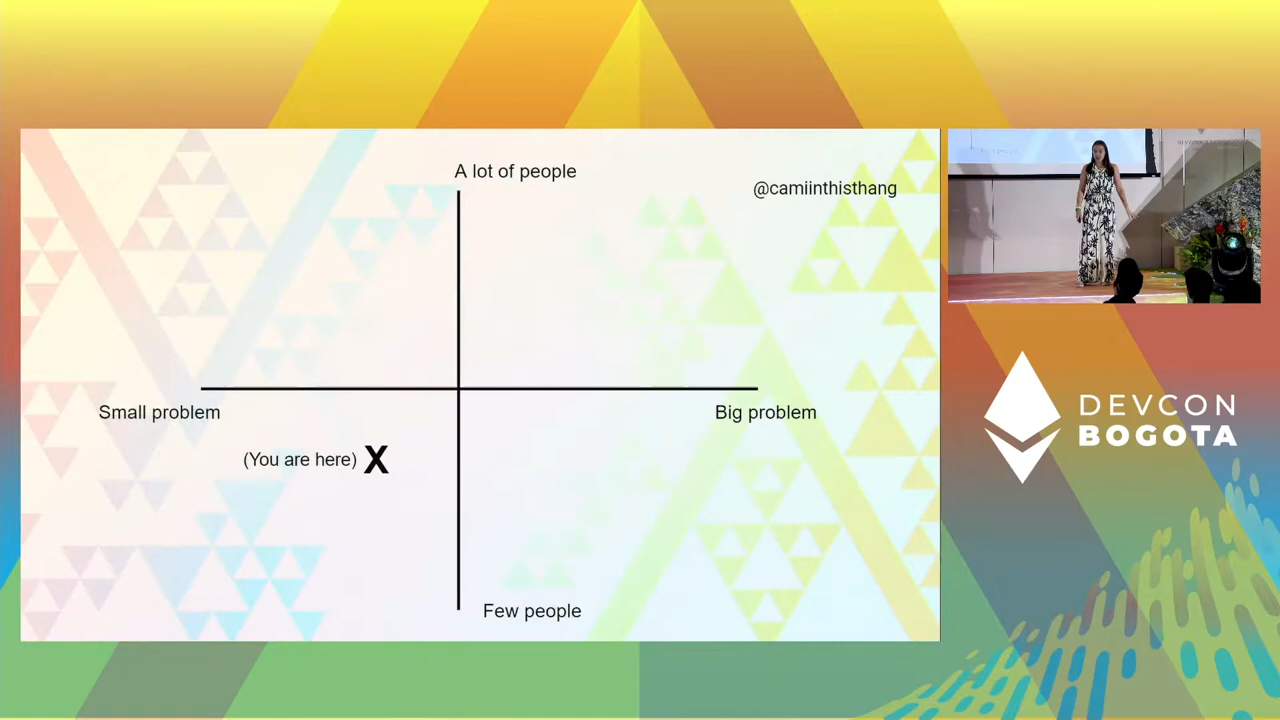 A lot of people
@camiinthisthang
Small problem
Big problem
(You are here) X
Few people
DEVCON
BOGOTA